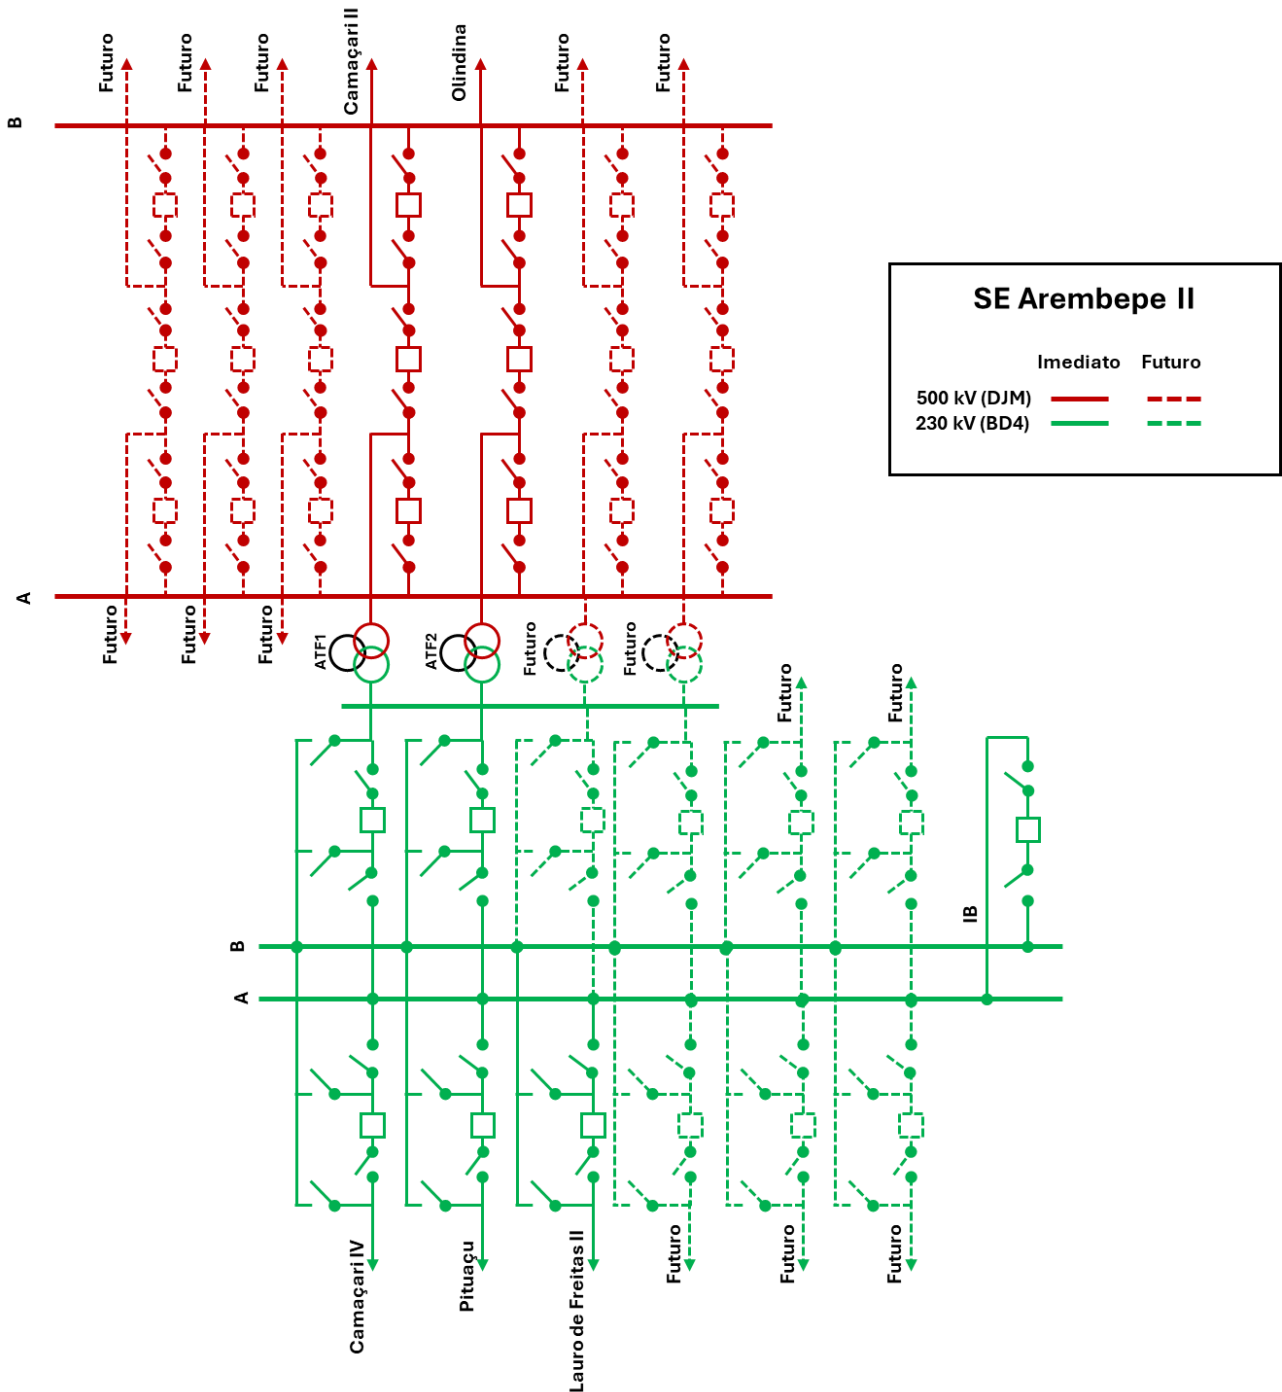 Futuro
Futuro
Futuro
Camaçari II
Olindina
Futuro
Futuro
B
SE Arembepe II
Imediato Futuro
500 kV (DJM)
230 kV (BD4)
A
Futuro
Futuro
Futuro
ATF1
ATF2
Futuro
Futuro
Futuro
Futuro
IB
B
A
Camaçari IV
Pituaçu
Lauro de Freitas II
Futuro
Futuro
Futuro